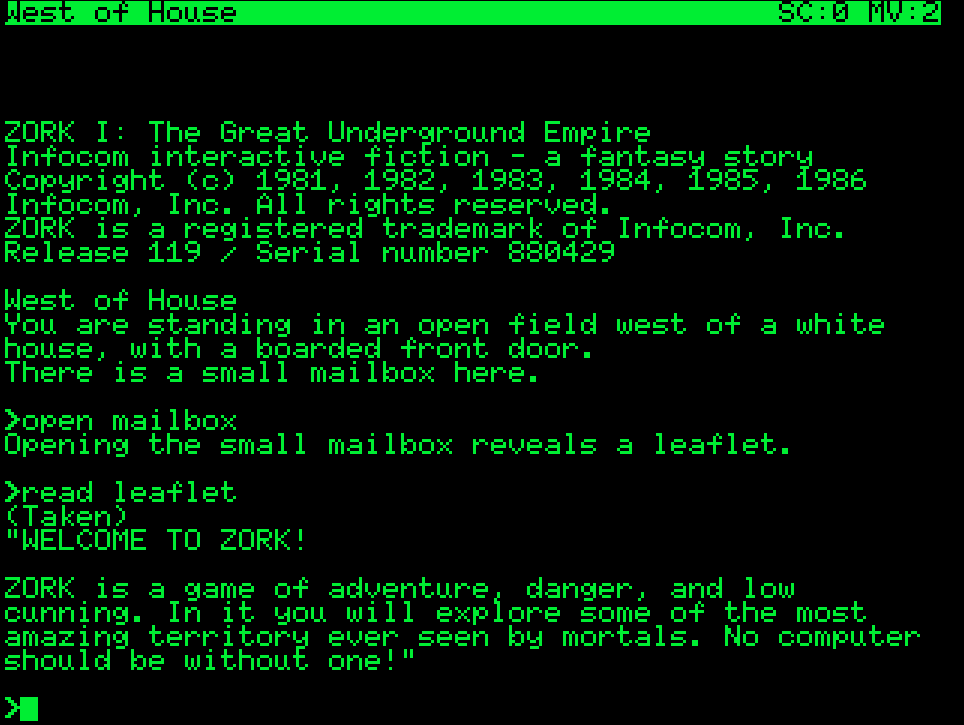 West of House SC:0 MV:2
ZORK I: The Great Underground Empire
Infocom interactive fiction - a fantasy story
Copyright (c) 1981, 1982, 1983, 1984, 1985, 1986
Infocom, Inc. All rights reserved.
ZORK is a registered trademark of Infocom, Inc.
Release 119 / Serial number 880429
West of House
You are standing in an open field west of a white
house, with a boarded front door.
There is a small mailbox here.
>open mailbox
Opening the small mailbox reveals a leaflet.
>read leaflet
(Taken)
"WELCOME TO ZORK!
ZORK is a game of adventure, danger, and low
cunning. In it you will explore some of the most
amazing territory ever seen by mortals. No computer
should be without one!"
>